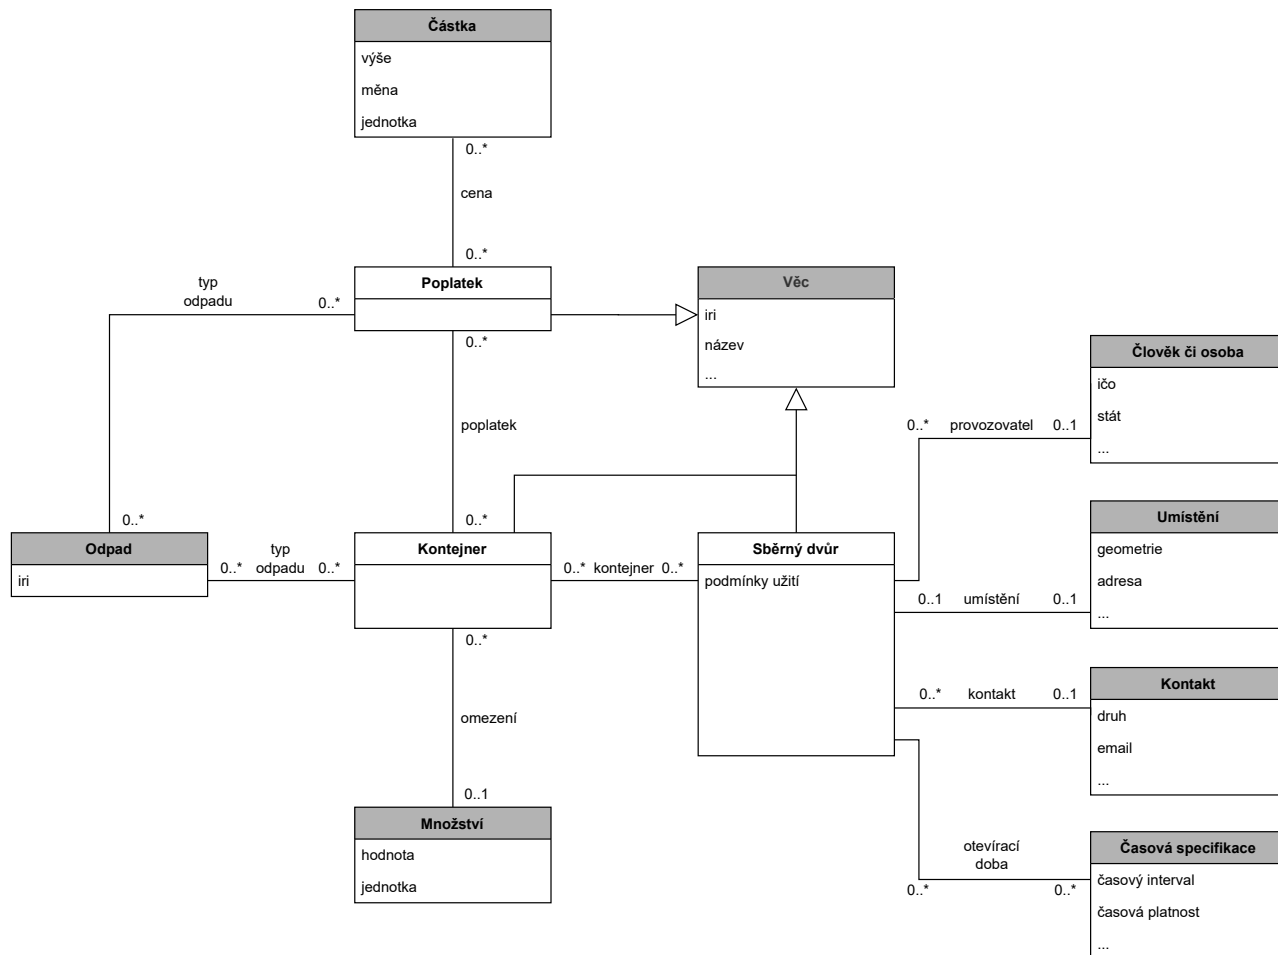 Částka
výše
měna
jednotka
0..*
cena
0..*
typ
odpadu
0..*
Poplatek
0..*
Věc
iri
název
...
Člověk či osoba
ičo
stát
...
poplatek
0..* provozovatel 0..1
0..*
0..*
Odpad
iri
typ
0..* odpadu 0..*
Kontejner
0..* kontejner 0..*
Sběrný dvůr
podmínky užití
Umístění
geometrie
adresa
...
0..1 umístění 0..1
0..*
omezení
0..1
Množství
hodnota
jednotka
0..* kontakt 0..1
Kontakt
druh
email
...
otevírací
doba
0..* 0..*
Časová specifikace
časový interval
časová platnost
...